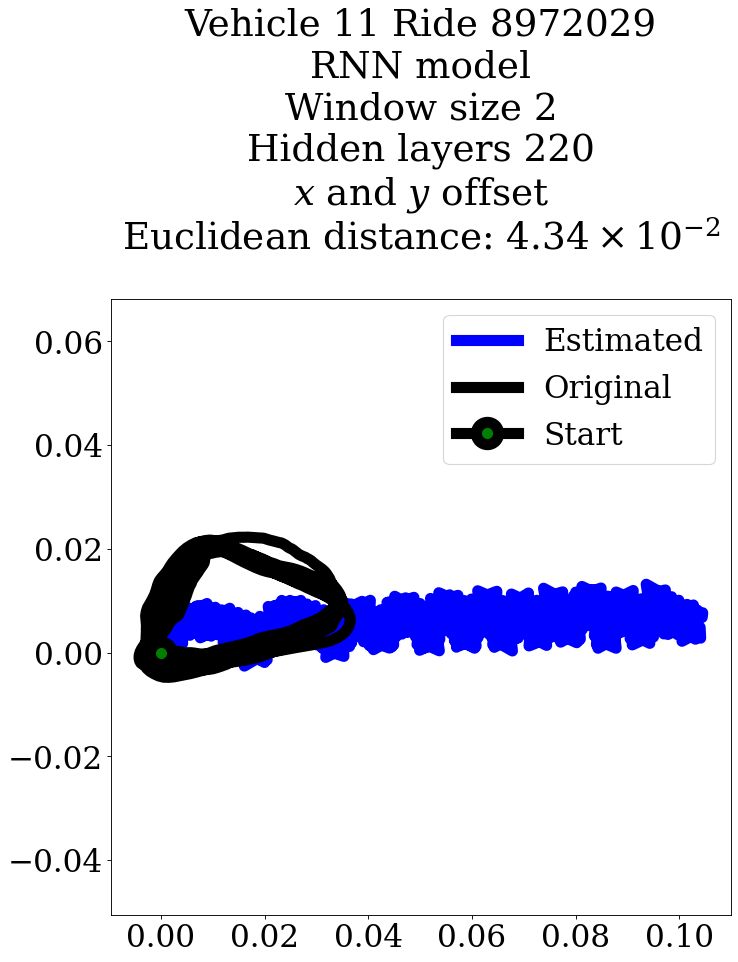 Vehicle 11 Ride 8972029
RNN model
Window size 2
Hidden layers 220
x and y offset
Euclidean distance: 4.34 × 10⁻²
Estimated
Original
Start
0.06
0.04
0.02
0.00
−0.02
−0.04
0.00 0.02 0.04 0.06 0.08 0.10